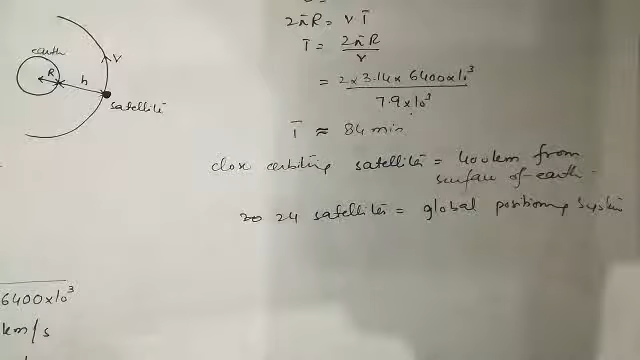 2πR = V T
T = 2πR
V
= 2 × 3.14 × 6400 × 10³
7.9 × 10³
T ≈ 84 min
earth
R
h
V
satellite
close orbiting satellite = 400 km from
surface of earth.
20 24 satellites = global positioning system
6400 × 10³
km/s